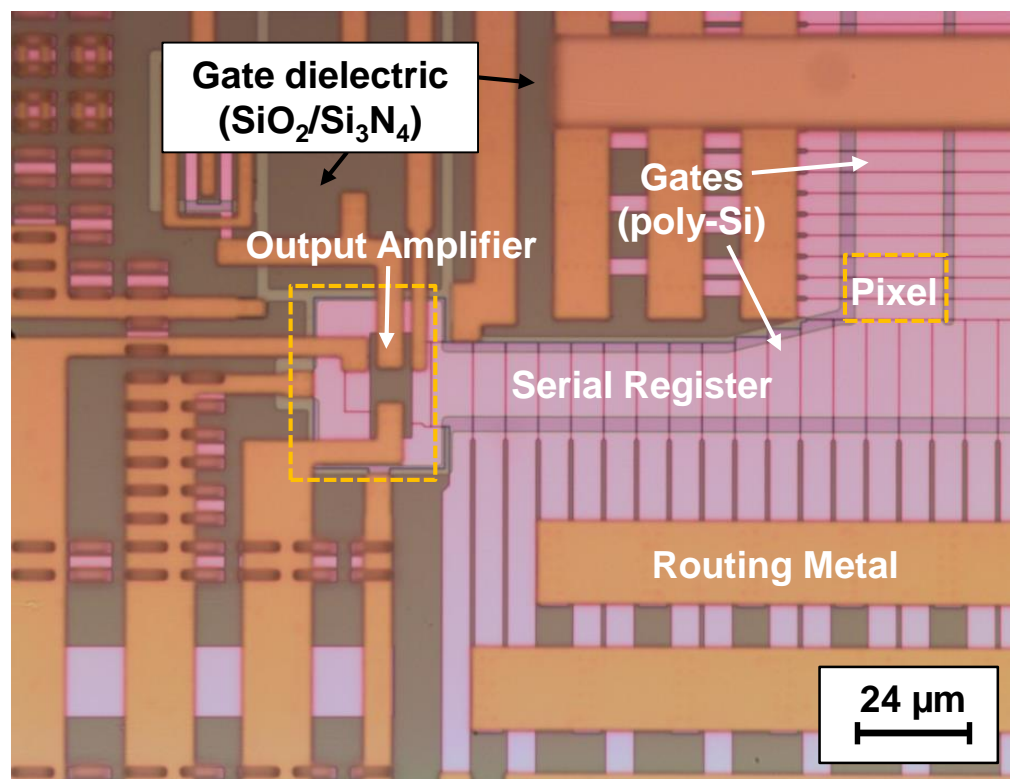 Gate dielectric
(SiO₂/Si₃N₄)
Gates
(poly-Si)
Output Amplifier
Pixel
Serial Register
Routing Metal
24 µm